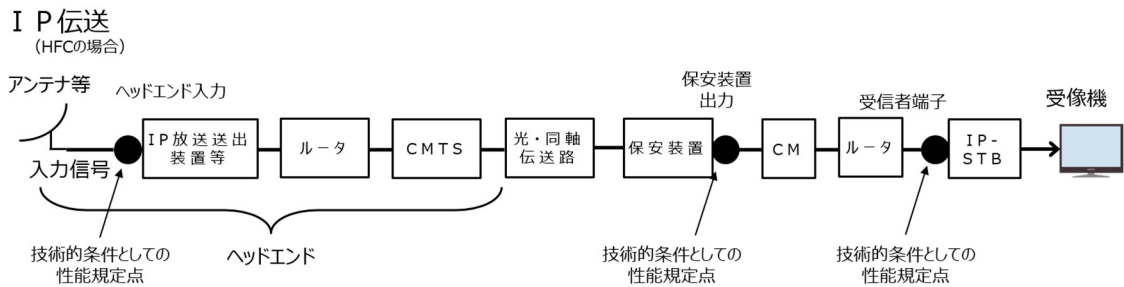 ＩＰ伝送
（HFCの場合）
アンテナ等
ヘッドエンド入力
入力信号
ＩＰ放送送出
装置等
ルータ
ＣＭＴＳ
光・同軸
伝送路
保安装置
保安装置
出力
ＣＭ
ルータ
受信者端子
ＩＰ-
ＳＴＢ
受像機
技術的条件としての
性能規定点
ヘッドエンド
技術的条件としての
性能規定点
技術的条件としての
性能規定点